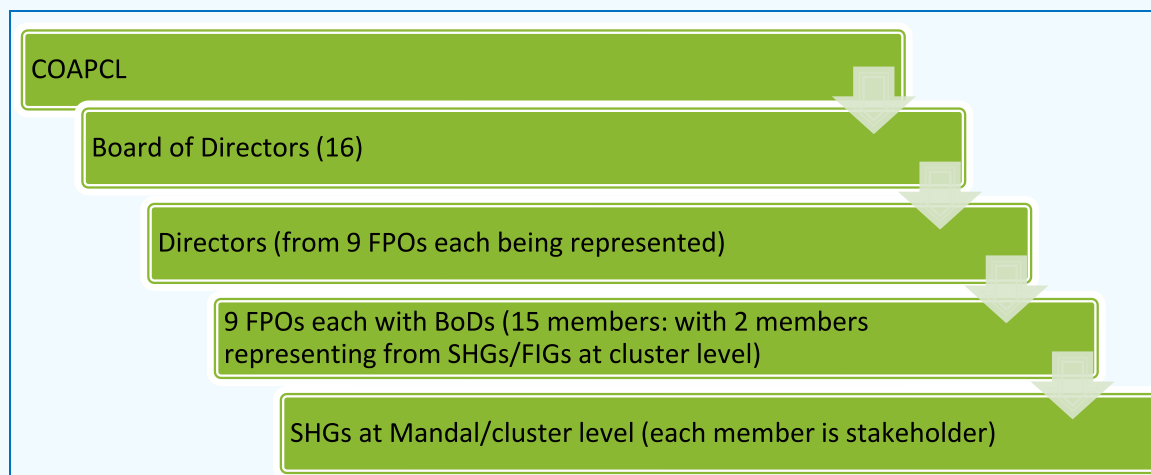 COAPCL
Board of Directors (16)
Directors (from 9 FPOs each being represented)
9 FPOs each with BoDs (15 members: with 2 members
representing from SHGs/FIGs at cluster level)
SHGs at Mandal/cluster level (each member is stakeholder)